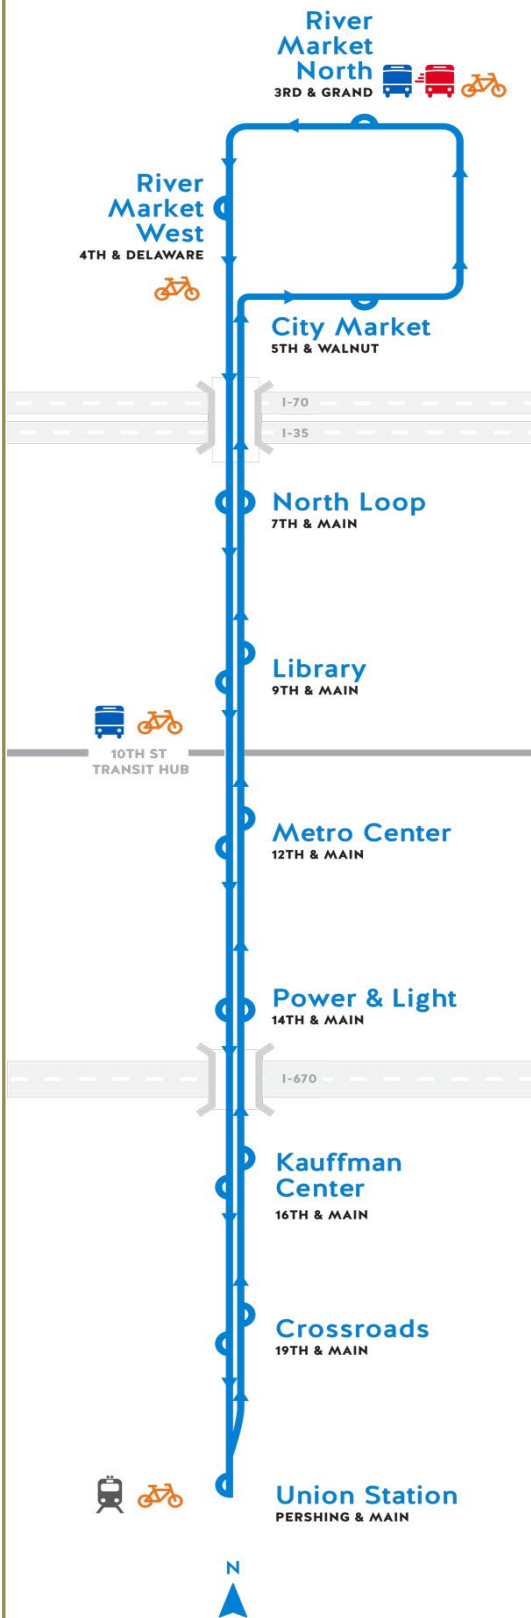 River
Market
North
3RD & GRAND
River
Market
West
4TH & DELAWARE
City Market
5TH & WALNUT
I-70
I-35
North Loop
7TH & MAIN
Library
9TH & MAIN
10TH ST
TRANSIT HUB
Metro Center
12TH & MAIN
Power & Light
14TH & MAIN
I-670
Kauffman
Center
16TH & MAIN
Crossroads
19TH & MAIN
Union Station
PERSHING & MAIN
N